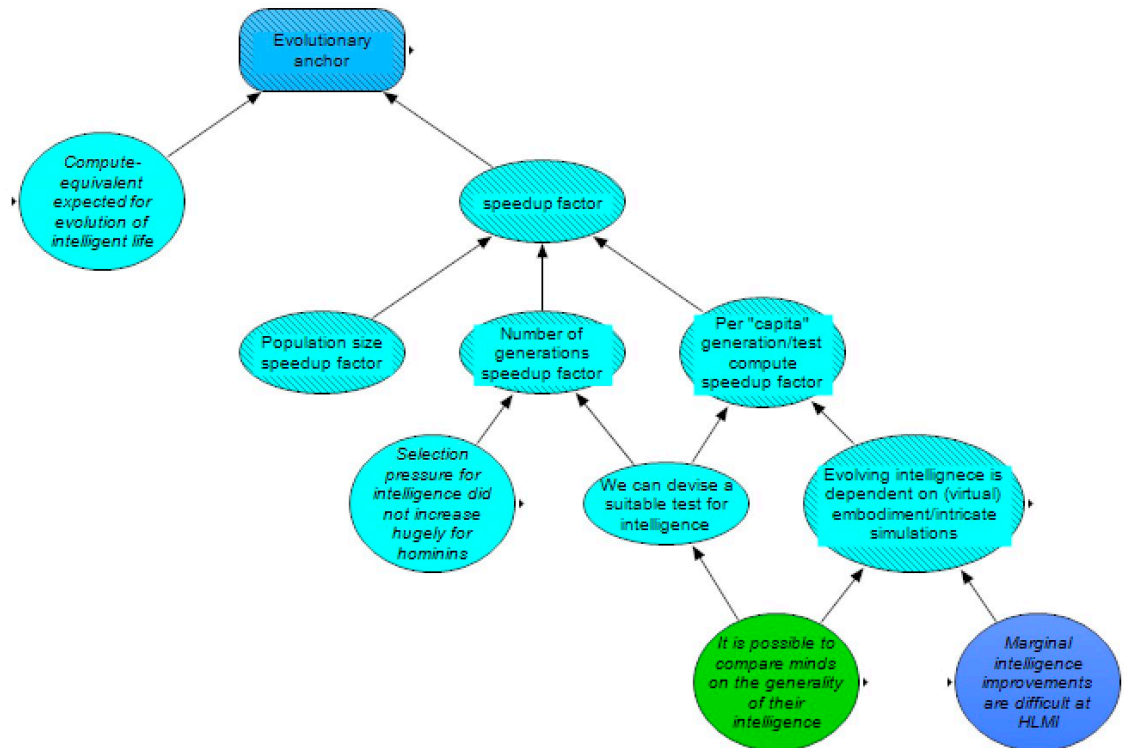 Evolutionary
anchor
Compute-
equivalent
expected for
evolution of
intelligent life
speedup factor
Population size
speedup factor
Number of
generations
speedup factor
Per "capita"
generation/test
compute
speedup factor
Selection
pressure for
intelligence did
not increase
hugely for
hominins
We can devise a
suitable test for
intelligence
Evolving intellignece is
dependent on (virtual)
embodiment/intricate
simulations
It is possible to
compare minds
on the generality
of their
intelligence
Marginal
intelligence
improvements
are difficult at
HLMI